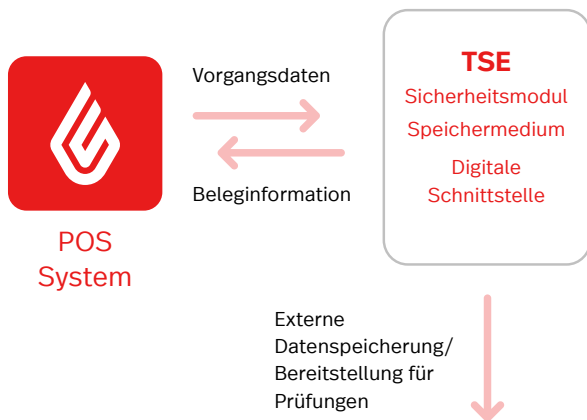 Vorgangsdaten
Beleginformation
POS
System
TSE
Sicherheitsmodul
Speichermedium
Digitale
Schnittstelle
Externe
Datenspeicherung/
Bereitstellung für
Prüfungen